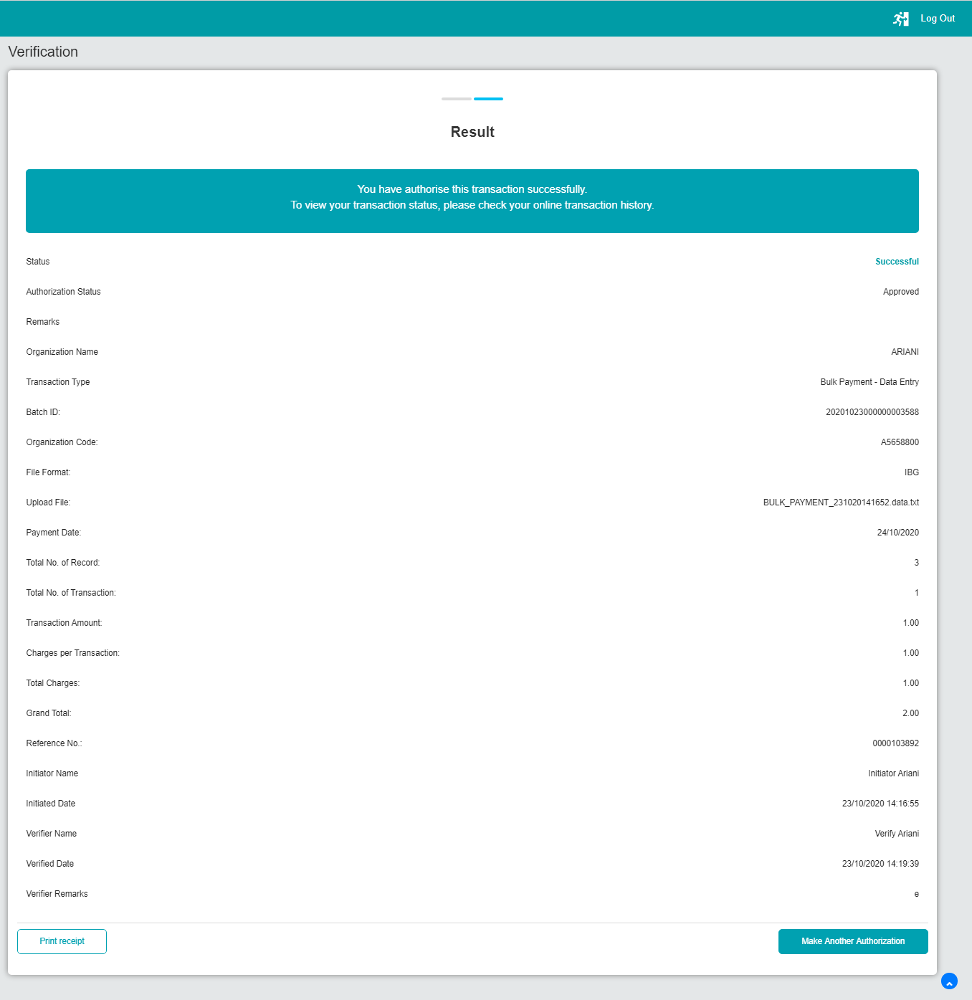 Log Out
Verification
Result
You have authorise this transaction successfully.
To view your transaction status, please check your online transaction history.
Status Successful
Authorization Status Approved
Remarks
Organization Name ARIANI
Transaction Type Bulk Payment - Data Entry
Batch ID: 20201023000000003588
Organization Code: A5658800
File Format: IBG
Upload File: BULK_PAYMENT_231020141652.data.txt
Payment Date: 24/10/2020
Total No. of Record: 3
Total No. of Transaction: 1
Transaction Amount: 1.00
Charges per Transaction: 1.00
Total Charges: 1.00
Grand Total: 2.00
Reference No.: 0000103892
Initiator Name Initiator Ariani
Initiated Date 23/10/2020 14:16:55
Verifier Name Verify Ariani
Verified Date 23/10/2020 14:19:39
Verifier Remarks e
Print receipt Make Another Authorization